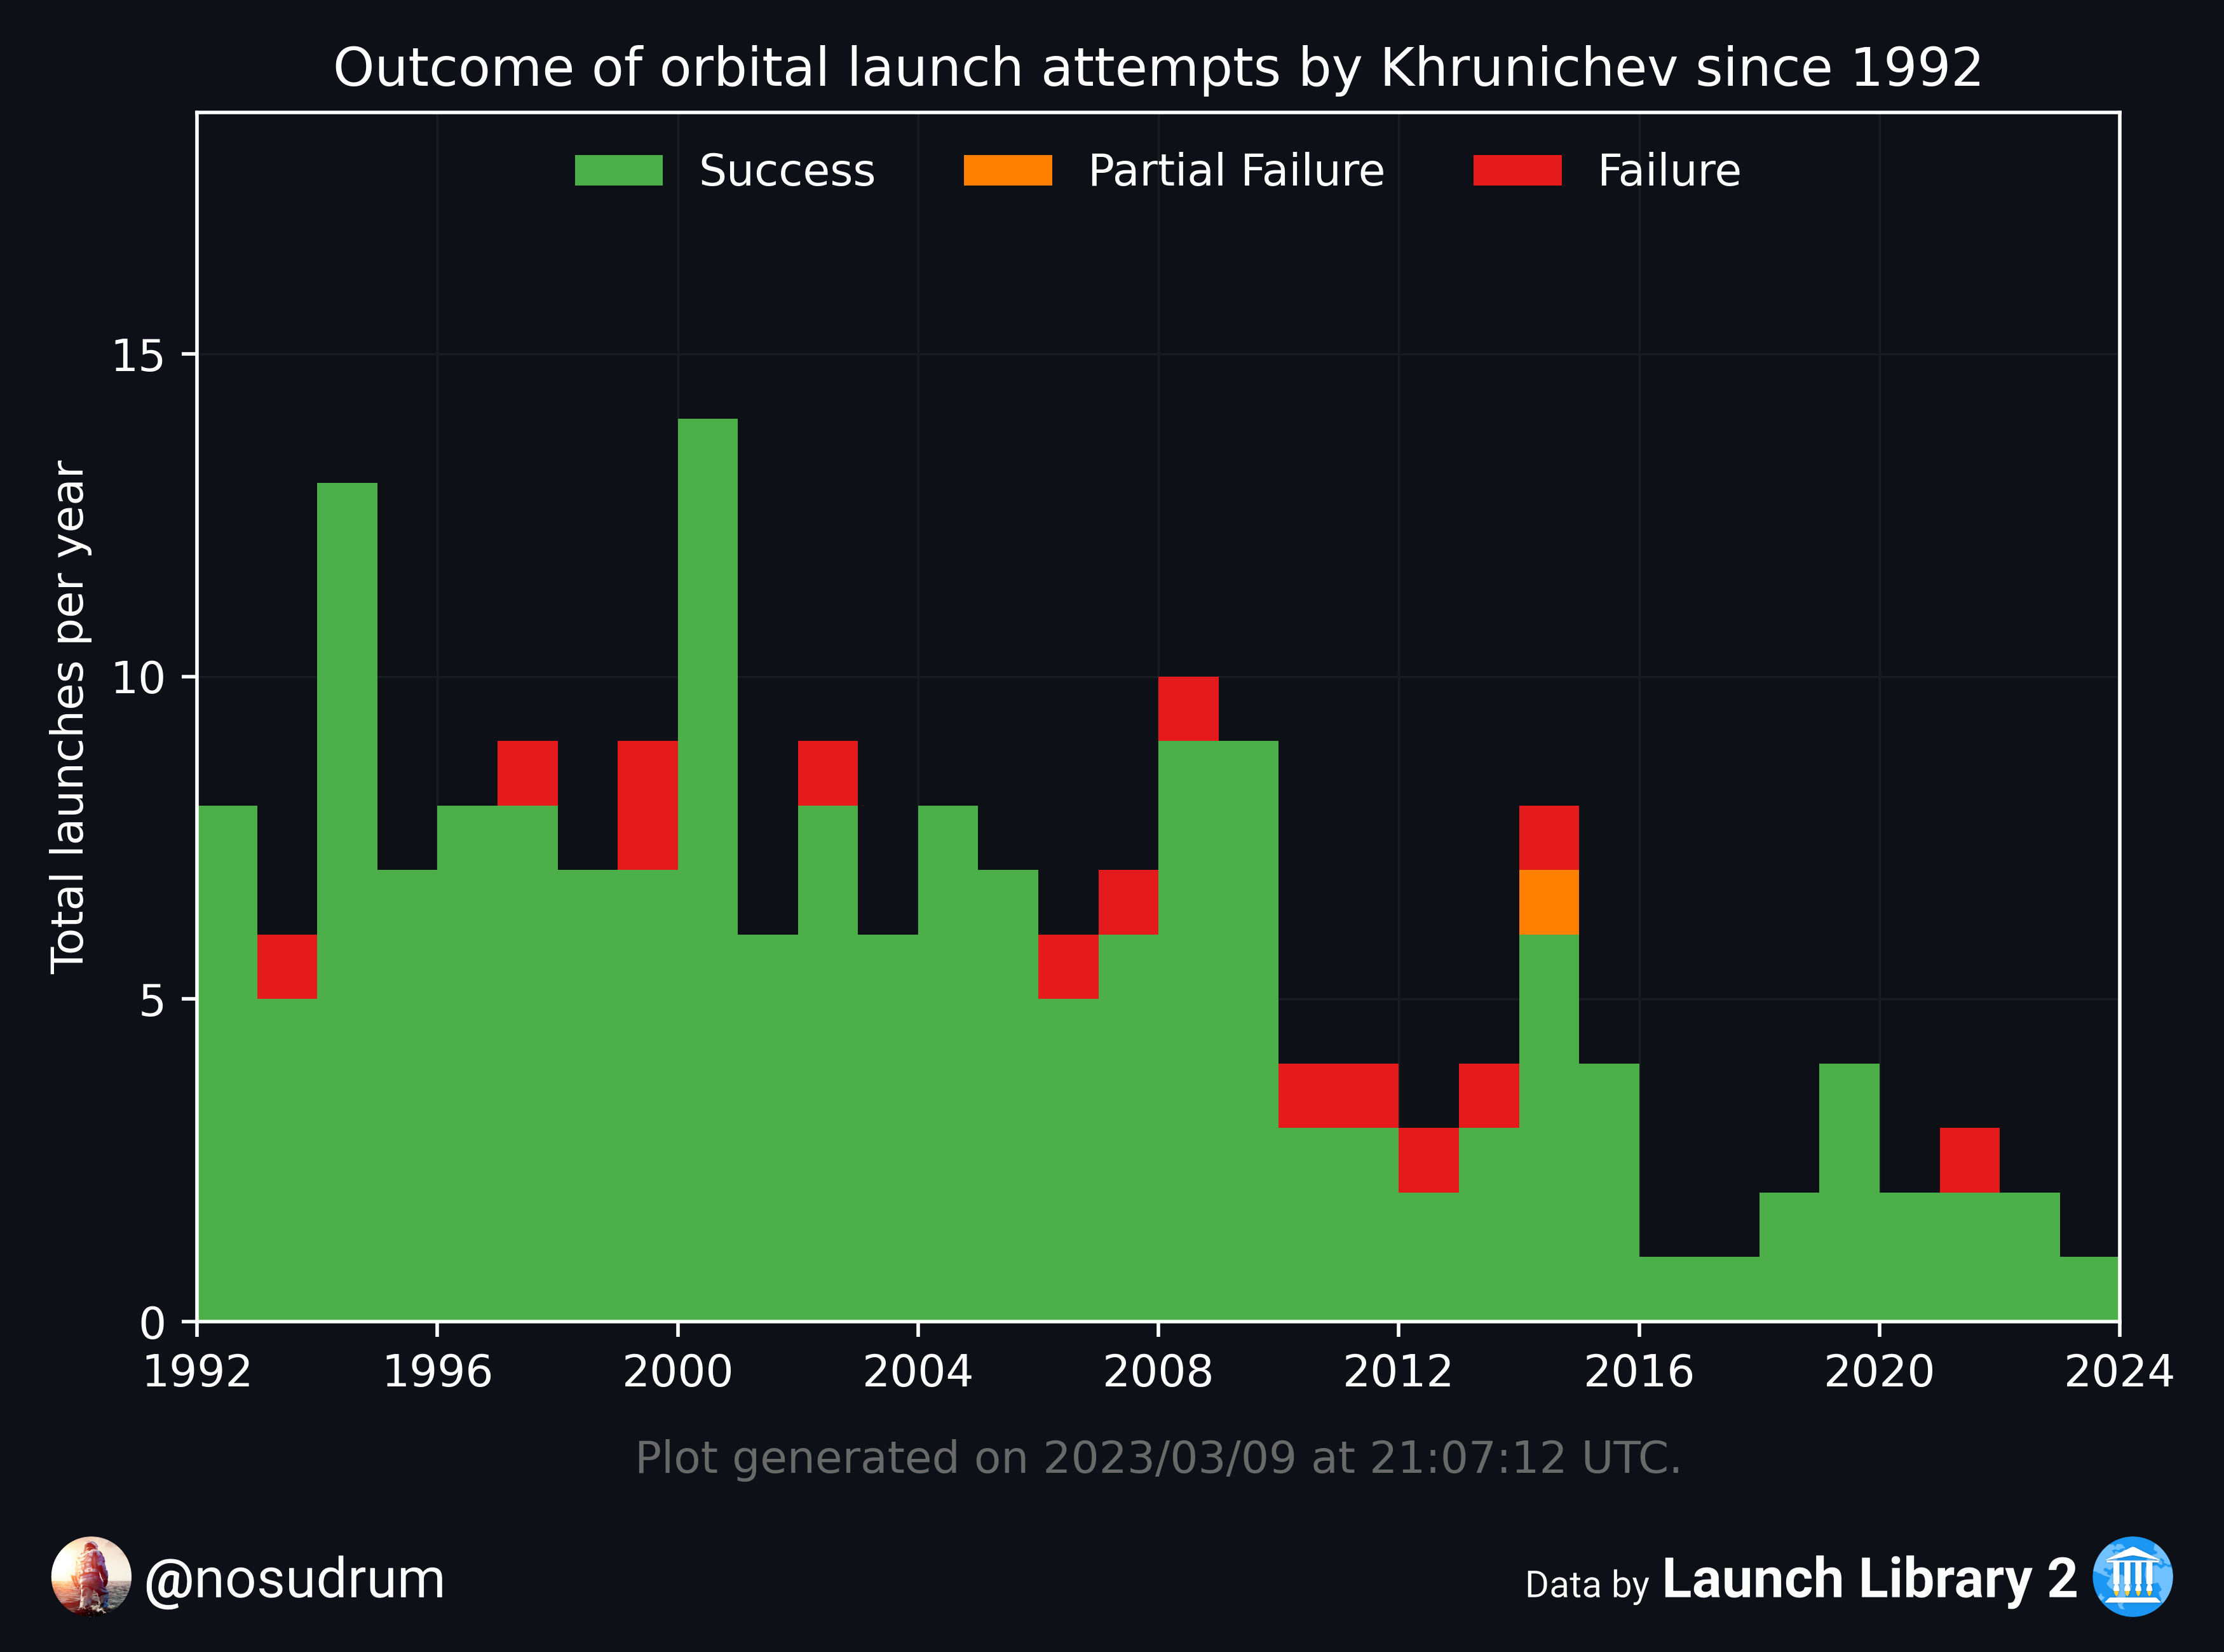 Outcome of orbital launch attempts by Khrunichev since 1992
Success Partial Failure Failure
Total launches per year
15
10
5
0
1992 1996 2000 2004 2008 2012 2016 2020 2024
Plot generated on 2023/03/09 at 21:07:12 UTC.
@nosudrum Data by Launch Library 2